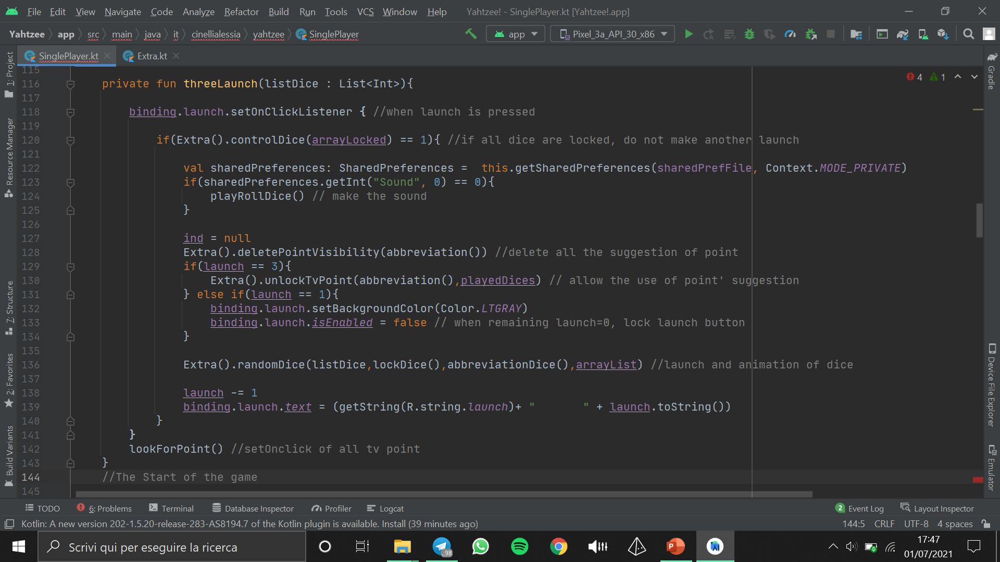 File Edit View Navigate Code Analyze Refactor Build Run Tools VCS Window Help Yahtzee! - SinglePlayer.kt [Yahtzee!.app]
Yahtzee app src main java it cinellialessia yahtzee SinglePlayer app Pixel_3a_API_30_x86
SinglePlayer.kt Extra.kt
1: Project
Resource Manager
7: Structure
2: Favorites
Build Variants
115
116 private fun threeLaunch(listDice : List<Int>){
117
118 binding.launch.setOnClickListener { //when launch is pressed
119
120 if(Extra().controlDice(arrayLocked) == 1){ //if all dice are locked, do not make another launch
121
122 val sharedPreferences: SharedPreferences =  this.getSharedPreferences(sharedPrefFile, Context.MODE_PRIVATE)
123 if(sharedPreferences.getInt("Sound", 0) == 0){
124 playRollDice() // make the sound
125 }
126
127 ind = null
128 Extra().deletePointVisibility(abbreviation()) //delete all the suggestion of point
129 if(launch == 3){
130 Extra().unlockTvPoint(abbreviation(),playedDices) // allow the use of point' suggestion
131 } else if(launch == 1){
132 binding.launch.setBackgroundColor(Color.LTGRAY)
133 binding.launch.isEnabled = false // when remaining launch=0, lock launch button
134 }
135
136 Extra().randomDice(listDice,lockDice(),abbreviationDice(),arrayList) //launch and animation of dice
137
138 launch -= 1
139 binding.launch.text = (getString(R.string.launch)+ "       " + launch.toString())
140 }
141 }
142 lookForPoint() //setOnclick of all tv point
143 }
144 //The Start of the game
145
4 1
Gradle
Device File Explorer
Emulator
TODO 6: Problems Terminal Database Inspector Profiler Logcat 2 Event Log Layout Inspector
Kotlin: A new version 202-1.5.20-release-283-AS8194.7 of the Kotlin plugin is available. Install (39 minutes ago) 144:5 CRLF UTF-8 4 spaces
Scrivi qui per eseguire la ricerca
..98
P
17:47
01/07/2021